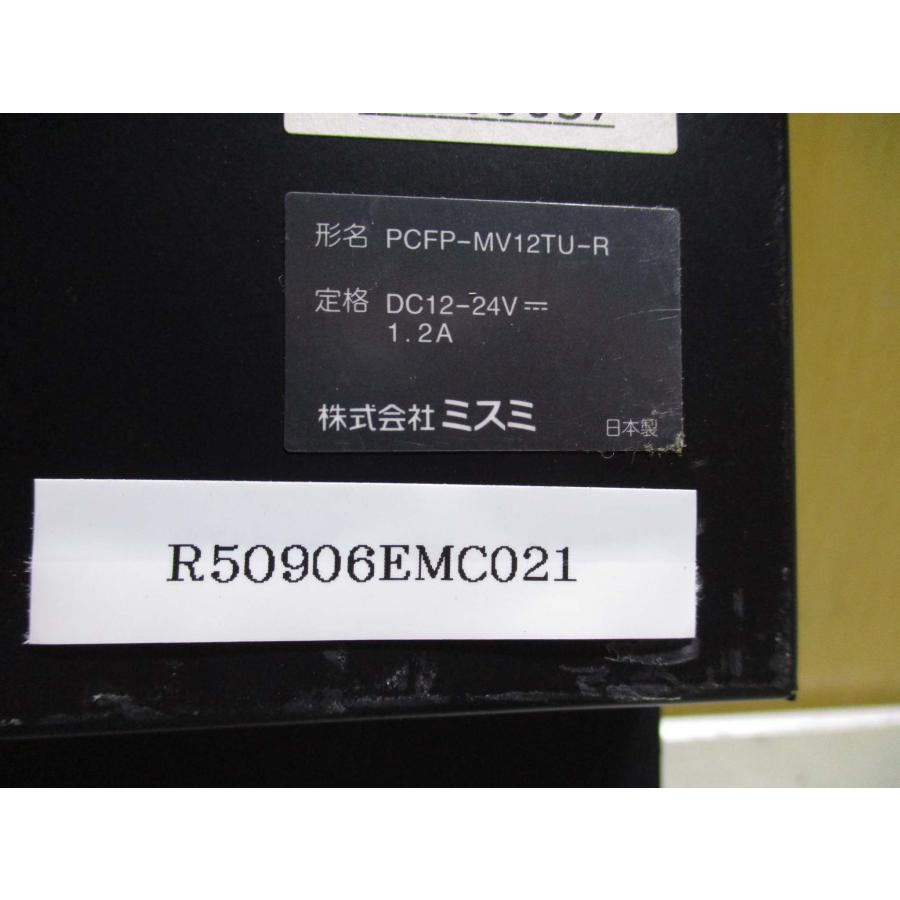 形名 PCFP-MV12TU-R
定格 DC12-24V ⎓
1.2A
株式会社 ミスミ
日本製
R50906EMC021